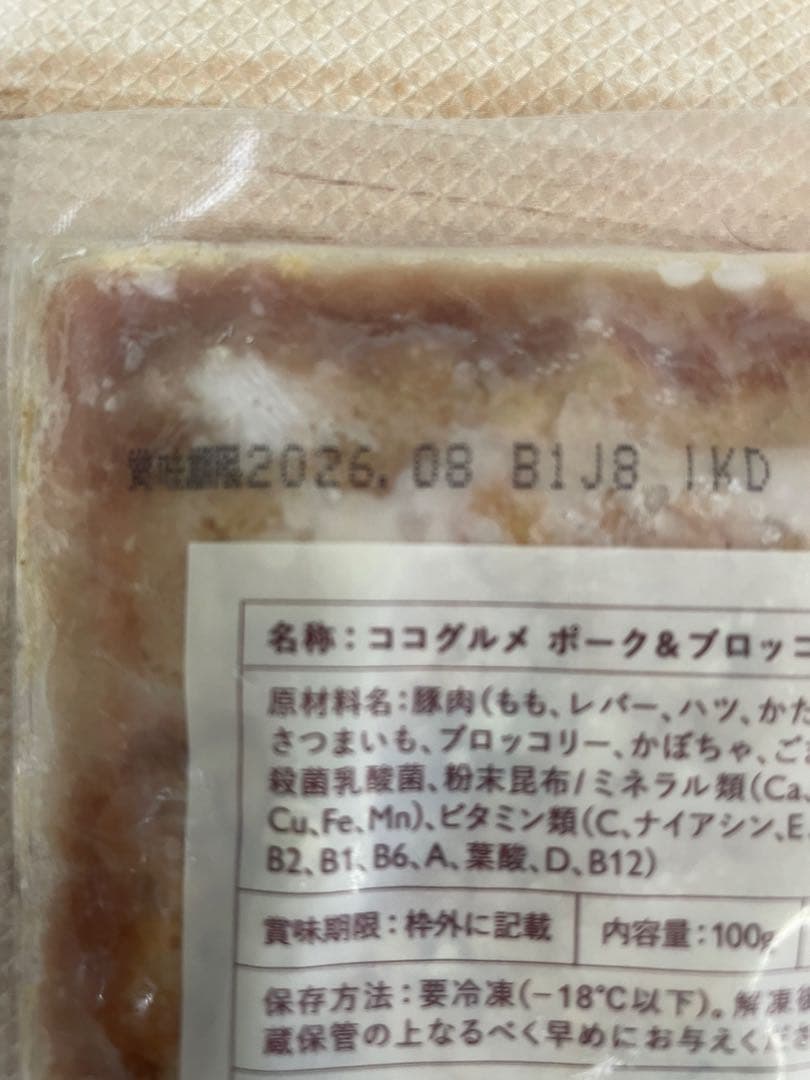 賞味期限2026.08 B1J8 1KD
名称：ココグルメ ポーク&ブロッコ
原材料名：豚肉（もも、レバー、ハツ、かた
さつまいも、ブロッコリー、かぼちゃ、ごま
殺菌乳酸菌、粉末昆布/ミネラル類（Ca、
Cu、Fe、Mn）、ビタミン類（C、ナイアシン、E
B2、B1、B6、A、葉酸、D、B12）
賞味期限：枠外に記載 内容量：100g
保存方法：要冷凍（-18℃以下）。解凍後
蔵保管の上なるべく早めにお与えくださ